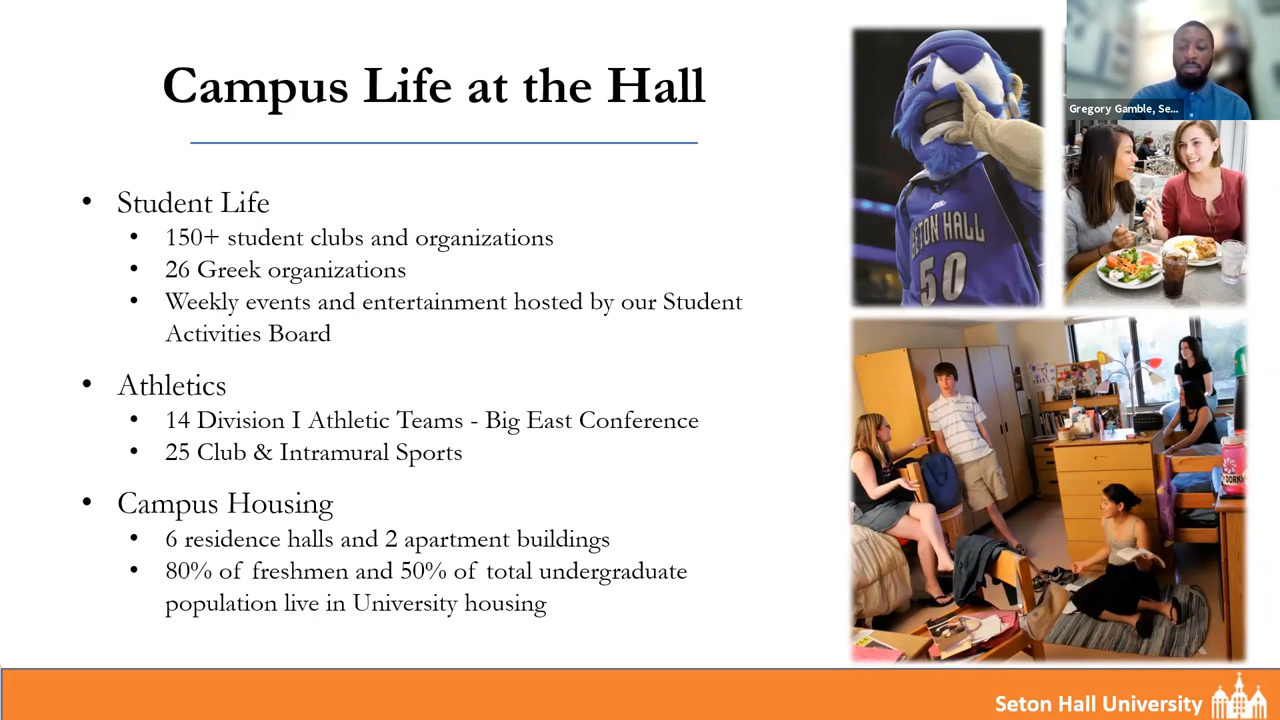 Campus Life at the Hall
• Student Life
• 150+ student clubs and organizations
• 26 Greek organizations
• Weekly events and entertainment hosted by our Student
Activities Board
• Athletics
• 14 Division I Athletic Teams - Big East Conference
• 25 Club & Intramural Sports
• Campus Housing
• 6 residence halls and 2 apartment buildings
• 80% of freshmen and 50% of total undergraduate
population live in University housing
SETON HALL
50
Gregory Gamble, Se...
DORKS
Seton Hall University